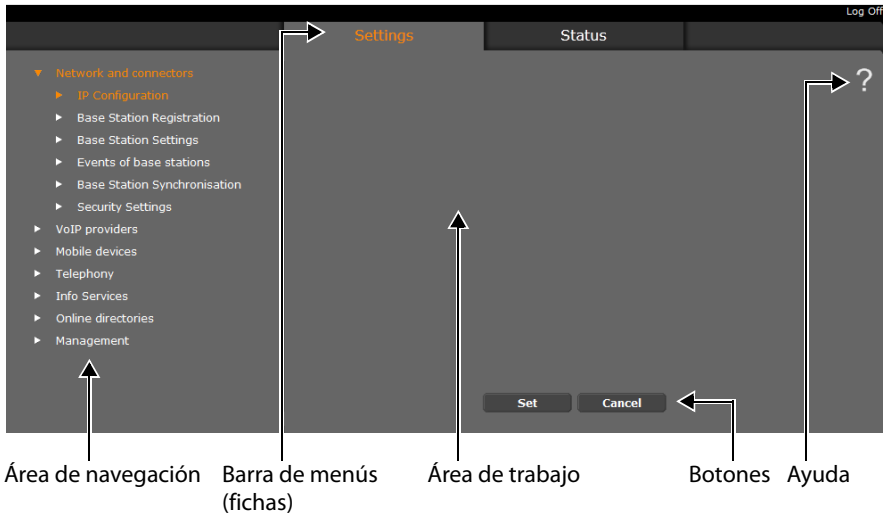 Log Off
Settings
Status
Network and connectors
IP Configuration
Base Station Registration
Base Station Settings
Events of base stations
Base Station Synchronisation
Security Settings
VoIP providers
Mobile devices
Telephony
Info Services
Online directories
Management
?
Set
Cancel
Área de navegación
Barra de menús
(fichas)
Área de trabajo
Botones
Ayuda